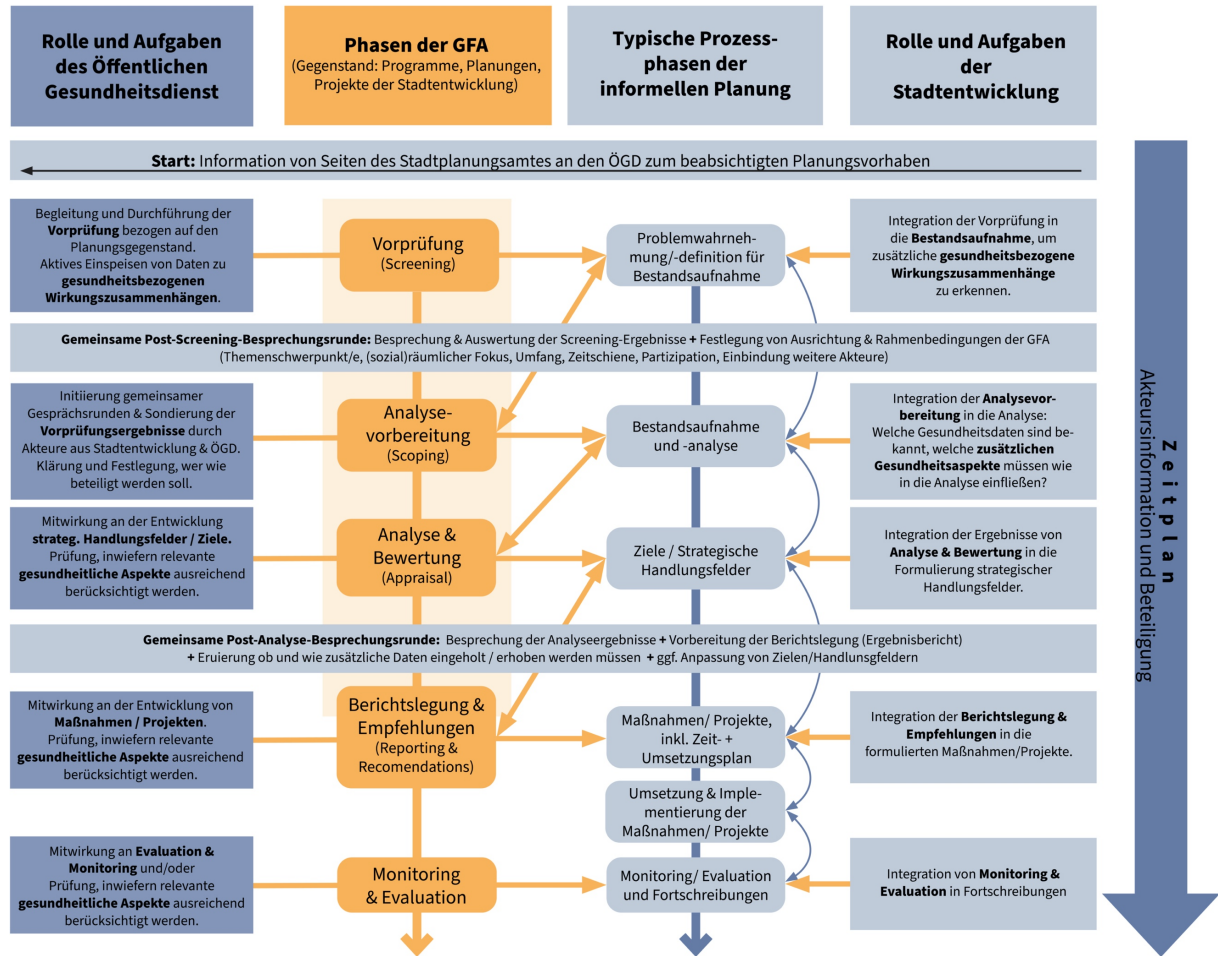 Rolle und Aufgaben
des Öffentlichen
Gesundheitsdienst
Phasen der GFA
(Gegenstand: Programme, Planungen,
Projekte der Stadtentwicklung)
Typische Prozess-
phasen der
informellen Planung
Rolle und Aufgaben
der
Stadtentwicklung
Start: Information von Seiten des Stadtplanungsamtes an den ÖGD zum beabsichtigten Planungsvorhaben
Begleitung und Durchführung der
Vorprüfung bezogen auf den
Planungsgegenstand.
Aktives Einspeisen von Daten zu
gesundheitsbezogenen
Wirkungszusammenhängen.
Vorprüfung
(Screening)
Problemwahrneh-
mung/-definition für
Bestandsaufnahme
Integration der Vorprüfung in
die Bestandsaufnahme, um
zusätzliche gesundheitsbezogene
Wirkungszusammenhänge
zu erkennen.
Gemeinsame Post-Screening-Besprechungsrunde: Besprechung & Auswertung der Screening-Ergebnisse + Festlegung von Ausrichtung & Rahmenbedingungen der GFA
(Themenschwerpunkt/e, (sozial)räumlicher Fokus, Umfang, Zeitschiene, Partizipation, Einbindung weitere Akteure)
Initiierung gemeinsamer
Gesprächsrunden & Sondierung der
Vorprüfungsergebnisse durch
Akteure aus Stadtentwicklung & ÖGD.
Klärung und Festlegung, wer wie
beteiligt werden soll.
Analyse-
vorbereitung
(Scoping)
Bestandsaufnahme
und -analyse
Integration der Analysevor-
bereitung in die Analyse:
Welche Gesundheitsdaten sind be-
kannt, welche zusätzlichen
Gesundheitsaspekte müssen wie
in die Analyse einfließen?
Mitwirkung an der Entwicklung
strateg. Handlungsfelder / Ziele.
Prüfung, inwiefern relevante
gesundheitliche Aspekte ausreichend
berücksichtigt werden.
Analyse &
Bewertung
(Appraisal)
Ziele / Strategische
Handlungsfelder
Integration der Ergebnisse von
Analyse & Bewertung in die
Formulierung strategischer
Handlungsfelder.
Gemeinsame Post-Analyse-Besprechungsrunde: Besprechung der Analyseergebnisse + Vorbereitung der Berichtslegung (Ergebnisbericht)
+ Eruierung ob und wie zusätzliche Daten eingeholt / erhoben werden müssen + ggf. Anpassung von Zielen/Handlunsgfeldern
Mitwirkung an der Entwicklung von
Maßnahmen / Projekten.
Prüfung, inwiefern relevante
gesundheitliche Aspekte ausreichend
berücksichtigt werden.
Berichtslegung &
Empfehlungen
(Reporting &
Recomendations)
Maßnahmen/ Projekte,
inkl. Zeit- +
Umsetzungsplan
Integration der Berichtslegung &
Empfehlungen in die
formulierten Maßnahmen/Projekte.
Umsetzung & Imple-
mentierung der
Maßnahmen/ Projekte
Mitwirkung an Evaluation &
Monitoring und/oder
Prüfung, inwiefern relevante
gesundheitliche Aspekte ausreichend
berücksichtigt werden.
Monitoring
& Evaluation
Monitoring/ Evaluation
und Fortschreibungen
Integration von Monitoring &
Evaluation in Fortschreibungen
Zeitplan
Akteursinformation und Beteiligung